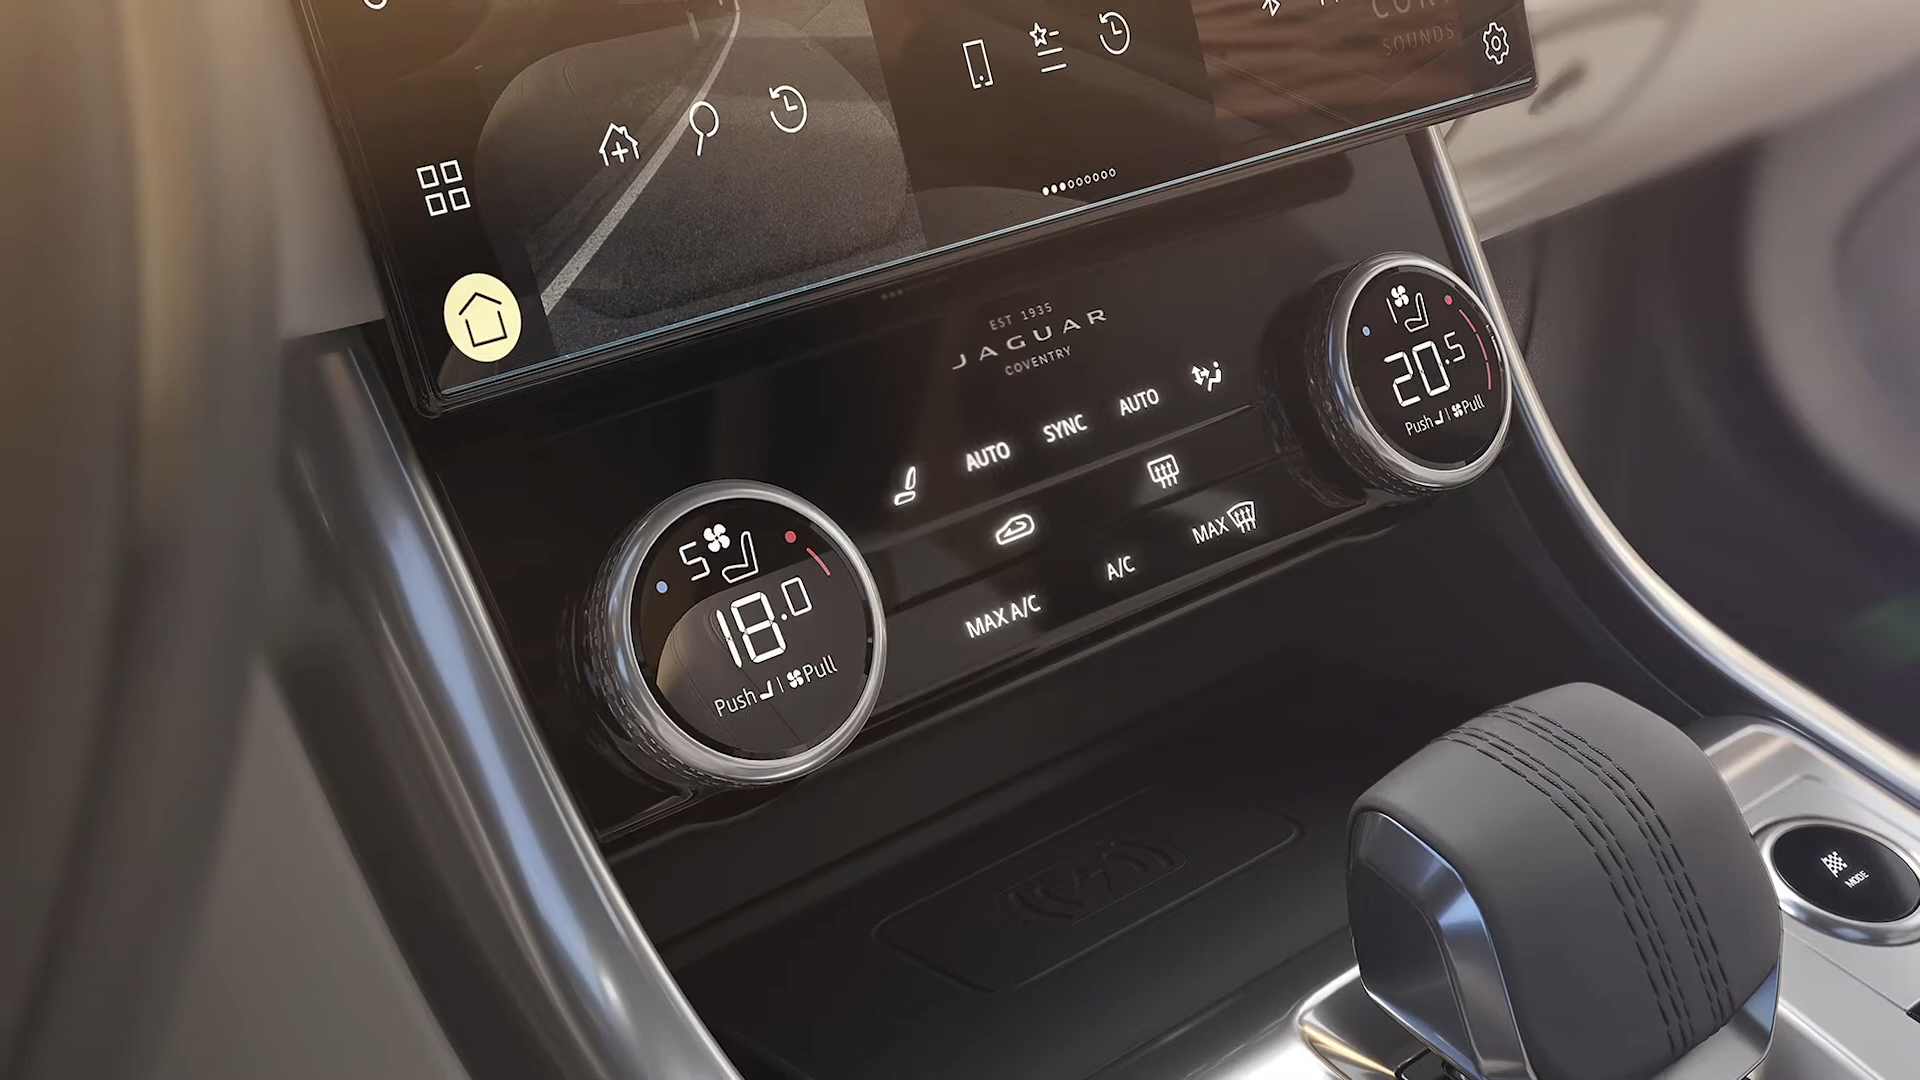 SOUNDS
EST 1935
JAGUAR
COVENTRY
1
20.5
Push | Pull
AUTO SYNC AUTO
5
18.0
Push | Pull
MAX
A/C
MAX A/C
MODE